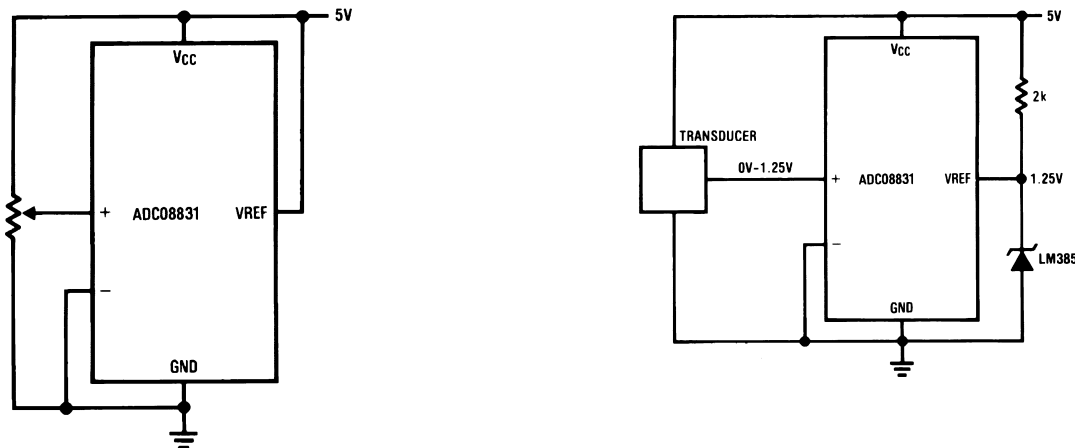 5V
VCC
+
ADC08831
VREF
−
GND
5V
VCC
2k
TRANSDUCER
0V–1.25V
+
ADC08831
VREF
1.25V
−
LM385
GND